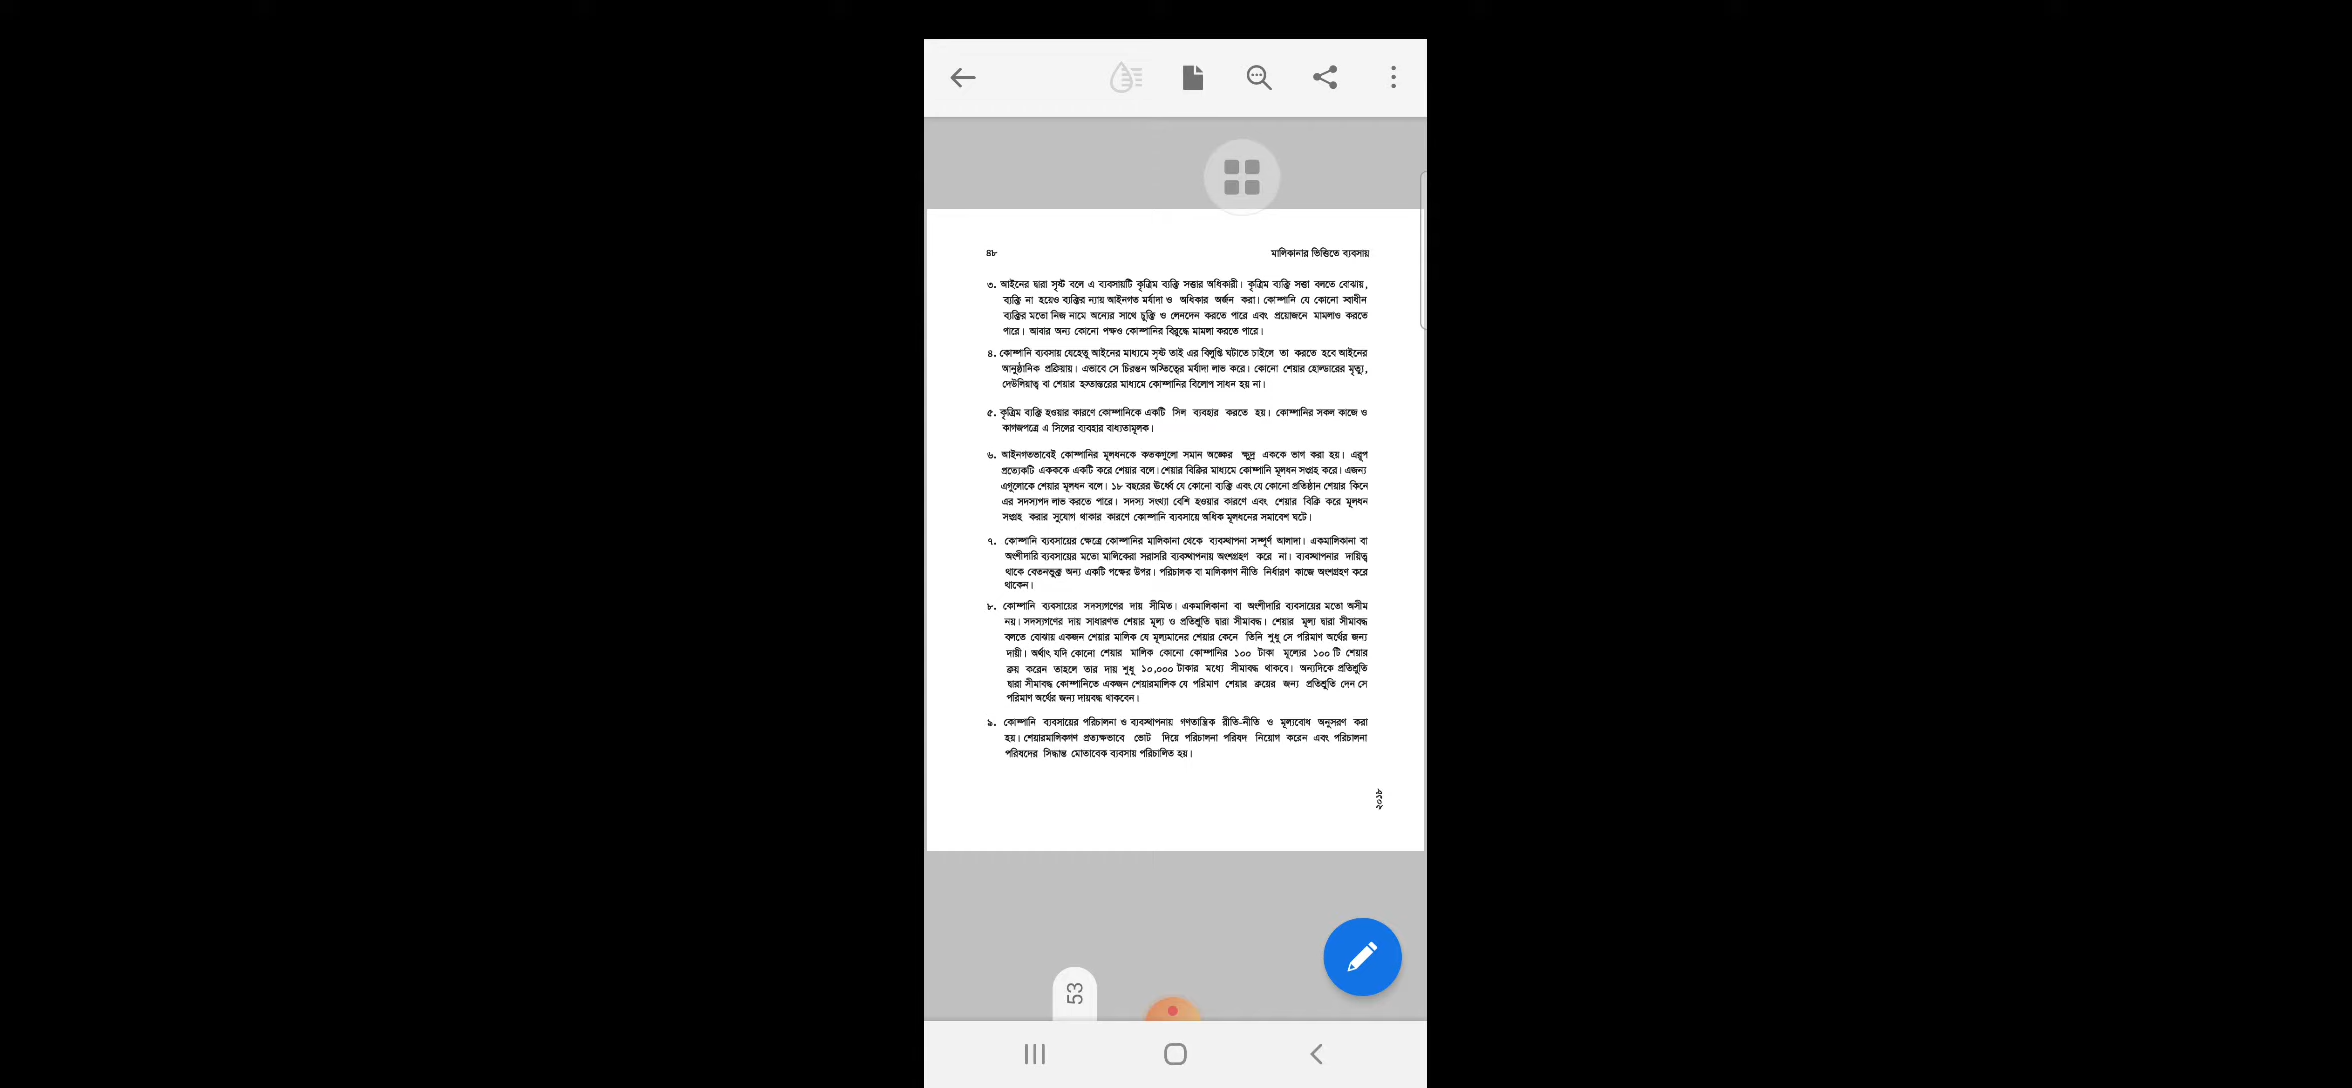 ৪৮ মালিকানার ভিত্তিতে ব্যবসায়
৩. আইনের দ্বারা সৃষ্ট বলে এ ব্যবসায়টি কৃত্রিম ব্যক্তি সত্তার অধিকারী। কৃত্রিম ব্যক্তি সত্তা বলতে বোঝায়,
ব্যক্তি না হয়েও ব্যক্তির ন্যায় আইনগত মর্যাদা ও অধিকার অর্জন করা। কোম্পানি যে কোনো স্বাধীন
ব্যক্তির মতো নিজ নামে অন্যের সাথে চুক্তি ও লেনদেন করতে পারে এবং প্রয়োজনে মামলাও করতে
পারে। আবার অন্য কোনো পক্ষও কোম্পানির বিরুদ্ধে মামলা করতে পারে।
৪. কোম্পানি ব্যবসায় যেহেতু আইনের মাধ্যমে সৃষ্ট তাই এর বিলুপ্তি ঘটাতে চাইলে তা করতে হবে আইনের
আনুষ্ঠানিক প্রক্রিয়ায়। এভাবে সে চিরন্তন অস্তিত্বের মর্যাদা লাভ করে। কোনো শেয়ার হোল্ডারের মৃত্যু,
দেউলিয়াত্ব বা শেয়ার হস্তান্তরের মাধ্যমে কোম্পানির বিলোপ সাধন হয় না।
৫. কৃত্রিম ব্যক্তি হওয়ার কারণে কোম্পানিকে একটি সিল ব্যবহার করতে হয়। কোম্পানির সকল কাজে ও
কাগজপত্রে এ সিলের ব্যবহার বাধ্যতামূলক।
৬. আইনগতভাবেই কোম্পানির মূলধনকে কতকগুলো সমান অঙ্কের ক্ষুদ্র এককে ভাগ করা হয়। এরূপ
প্রত্যেকটি একককে একটি করে শেয়ার বলে। শেয়ার বিক্রির মাধ্যমে কোম্পানি মূলধন সংগ্রহ করে। এজন্য
এগুলোকে শেয়ার মূলধন বলে। ১৮ বছরের ঊর্ধ্বে যে কোনো ব্যক্তি এবং যে কোনো প্রতিষ্ঠান শেয়ার কিনে
এর সদস্যপদ লাভ করতে পারে। সদস্য সংখ্যা বেশি হওয়ার কারণে এবং শেয়ার বিক্রি করে মূলধন
সংগ্রহ করার সুযোগ থাকার কারণে কোম্পানি ব্যবসায়ে অধিক মূলধনের সমাবেশ ঘটে।
৭. কোম্পানি ব্যবসায়ের ক্ষেত্রে কোম্পানির মালিকানা থেকে ব্যবস্থাপনা সম্পূর্ণ আলাদা। একমালিকানা বা
অংশীদারি ব্যবসায়ের মতো মালিকেরা সরাসরি ব্যবস্থাপনায় অংশগ্রহণ করে না। ব্যবস্থাপনার দায়িত্ব
থাকে বেতনভুক্ত অন্য একটি পক্ষের উপর। পরিচালক বা মালিকগণ নীতি নির্ধারণ কাজে অংশগ্রহণ করে
থাকেন।
৮. কোম্পানি ব্যবসায়ের সদস্যগণের দায় সীমিত। একমালিকানা বা অংশীদারি ব্যবসায়ের মতো অসীম
নয়। সদস্যগণের দায় সাধারণত শেয়ার মূল্য ও প্রতিশ্রুতি দ্বারা সীমাবদ্ধ। শেয়ার মূল্য দ্বারা সীমাবদ্ধ
বলতে বোঝায় একজন শেয়ার মালিক যে মূল্যমানের শেয়ার কেনে তিনি শুধু সে পরিমাণ অর্থের জন্য
দায়ী। অর্থাৎ যদি কোনো শেয়ার মালিক কোনো কোম্পানির ১০০ টাকা মূল্যের ১০০ টি শেয়ার
ক্রয় করেন তাহলে তার দায় শুধু ১০,০০০ টাকার মধ্যে সীমাবদ্ধ থাকবে। অন্যদিকে প্রতিশ্রুতি
দ্বারা সীমাবদ্ধ কোম্পানিতে একজন শেয়ারমালিক যে পরিমাণ শেয়ার ক্রয়ের জন্য প্রতিশ্রুতি দেন সে
পরিমাণ অর্থের জন্য দায়বদ্ধ থাকবেন।
৯. কোম্পানি ব্যবসায়ের পরিচালনা ও ব্যবস্থাপনায় গণতান্ত্রিক রীতি-নীতি ও মূল্যবোধ অনুসরণ করা
হয়। শেয়ারমালিকগণ প্রত্যক্ষভাবে ভোট দিয়ে পরিচালনা পরিষদ নিয়োগ করেন এবং পরিচালনা
পরিষদের সিদ্ধান্ত মোতাবেক ব্যবসায় পরিচালিত হয়।
২০১৮
53